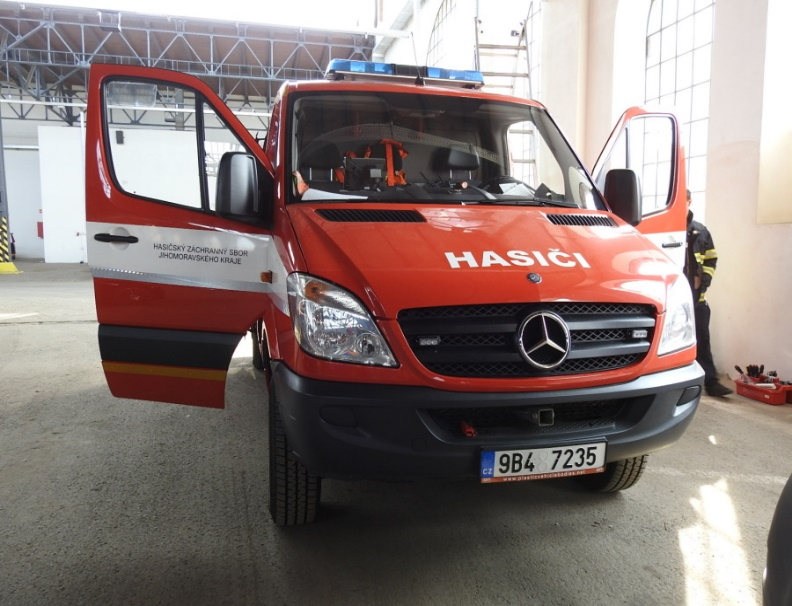 HASIČSKÝ ZÁCHRANNÝ SBOR
JIHOMORAVSKÉHO KRAJE
HASIČI
CZ
9B4 7235